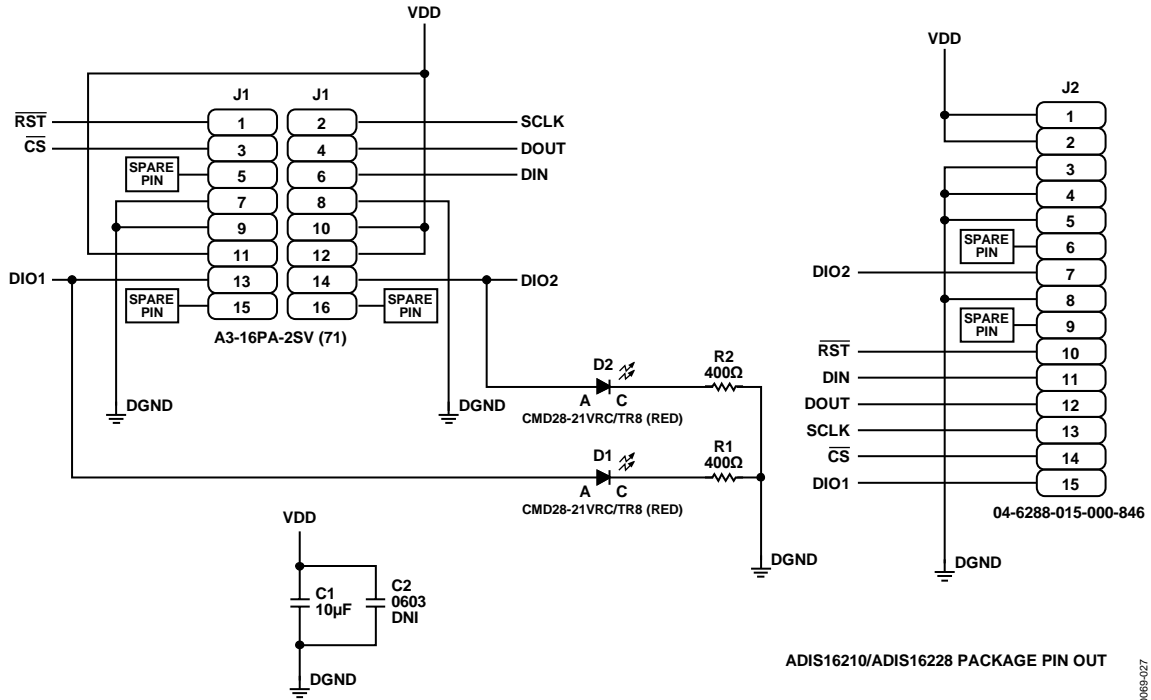 VDD
J1 J1
RST 1 2 SCLK
CS 3 4 DOUT
SPARE PIN 5 6 DIN
7 8
9 10
11 12
DIO1 13 14 DIO2
SPARE PIN 15 16 SPARE PIN
A3-16PA-2SV (71)
DGND
DGND
D2
A C
CMD28-21VRC/TR8 (RED)
R2
400Ω
D1
A C
CMD28-21VRC/TR8 (RED)
R1
400Ω
DGND
VDD
C1
10µF
C2
0603
DNI
DGND
VDD
J2
1
2
3
4
5
SPARE PIN 6
DIO2 7
8
SPARE PIN 9
RST 10
DIN 11
DOUT 12
SCLK 13
CS 14
DIO1 15
04-6288-015-000-846
DGND
ADIS16210/ADIS16228 PACKAGE PIN OUT